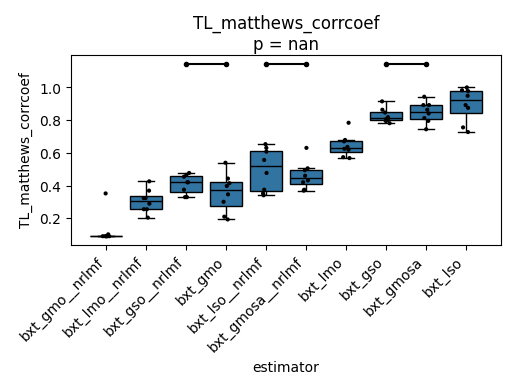 TL_matthews_corrcoef
p = nan
TL_matthews_corrcoef
1.0
0.8
0.6
0.4
0.2
bxt_gmo__nrlmf
bxt_lmo__nrlmf
bxt_gso__nrlmf
bxt_gmo
bxt_lso__nrlmf
bxt_gmosa__nrlmf
bxt_lmo
bxt_gso
bxt_gmosa
bxt_lso
estimator